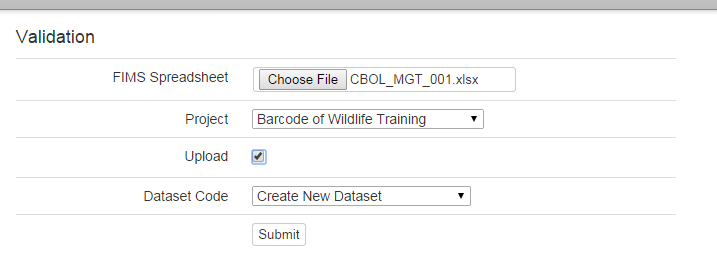 Validation
FIMS Spreadsheet Choose File CBOL_MGT_001.xlsx
Project Barcode of Wildlife Training
Upload
Dataset Code Create New Dataset
Submit